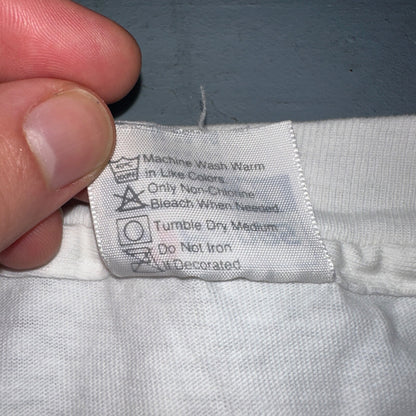 Machine Wash Warm
in Like Colors
Only Non-Chlorine
Bleach When Needed.
Tumble Dry Medium
Do Not Iron
If Decorated